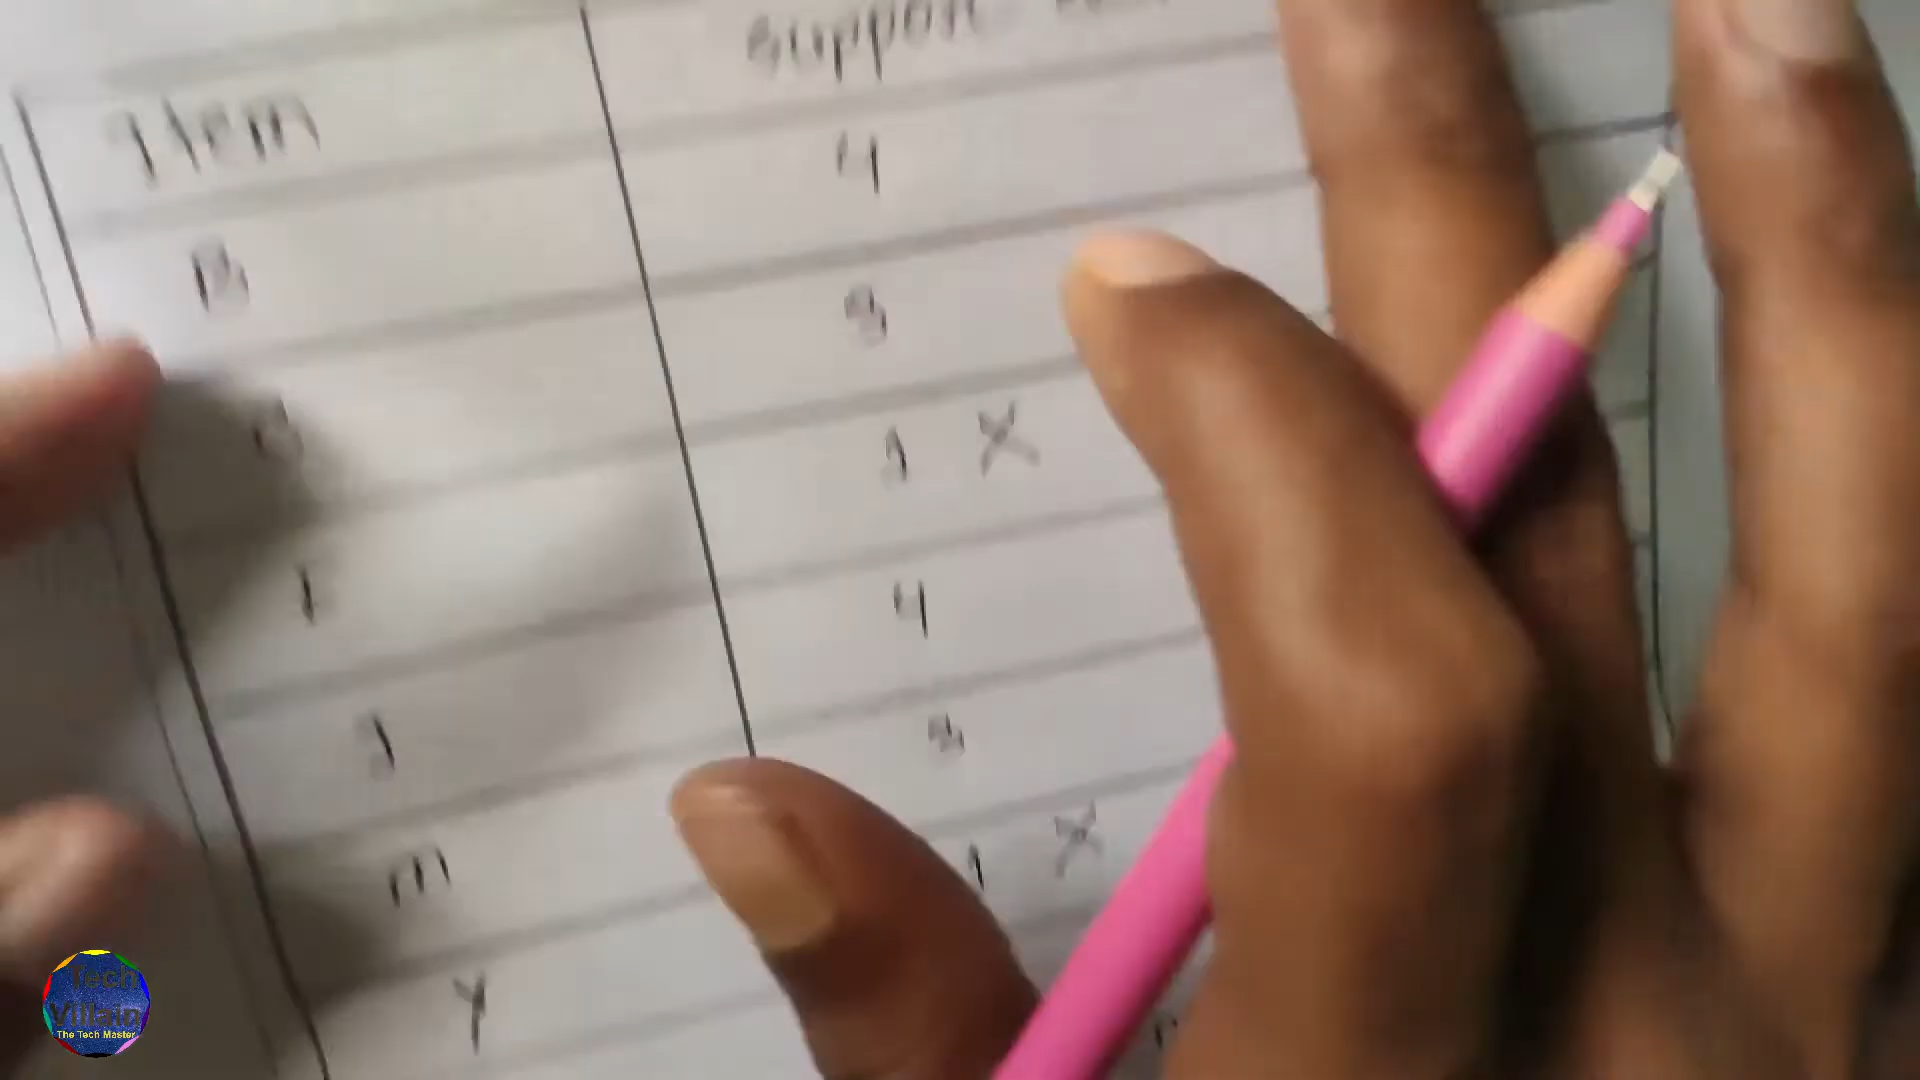 Item Support
B 4
3
1 X
I 4
J 3
m 1 X
Y
Tech
Villain
The Tech Master